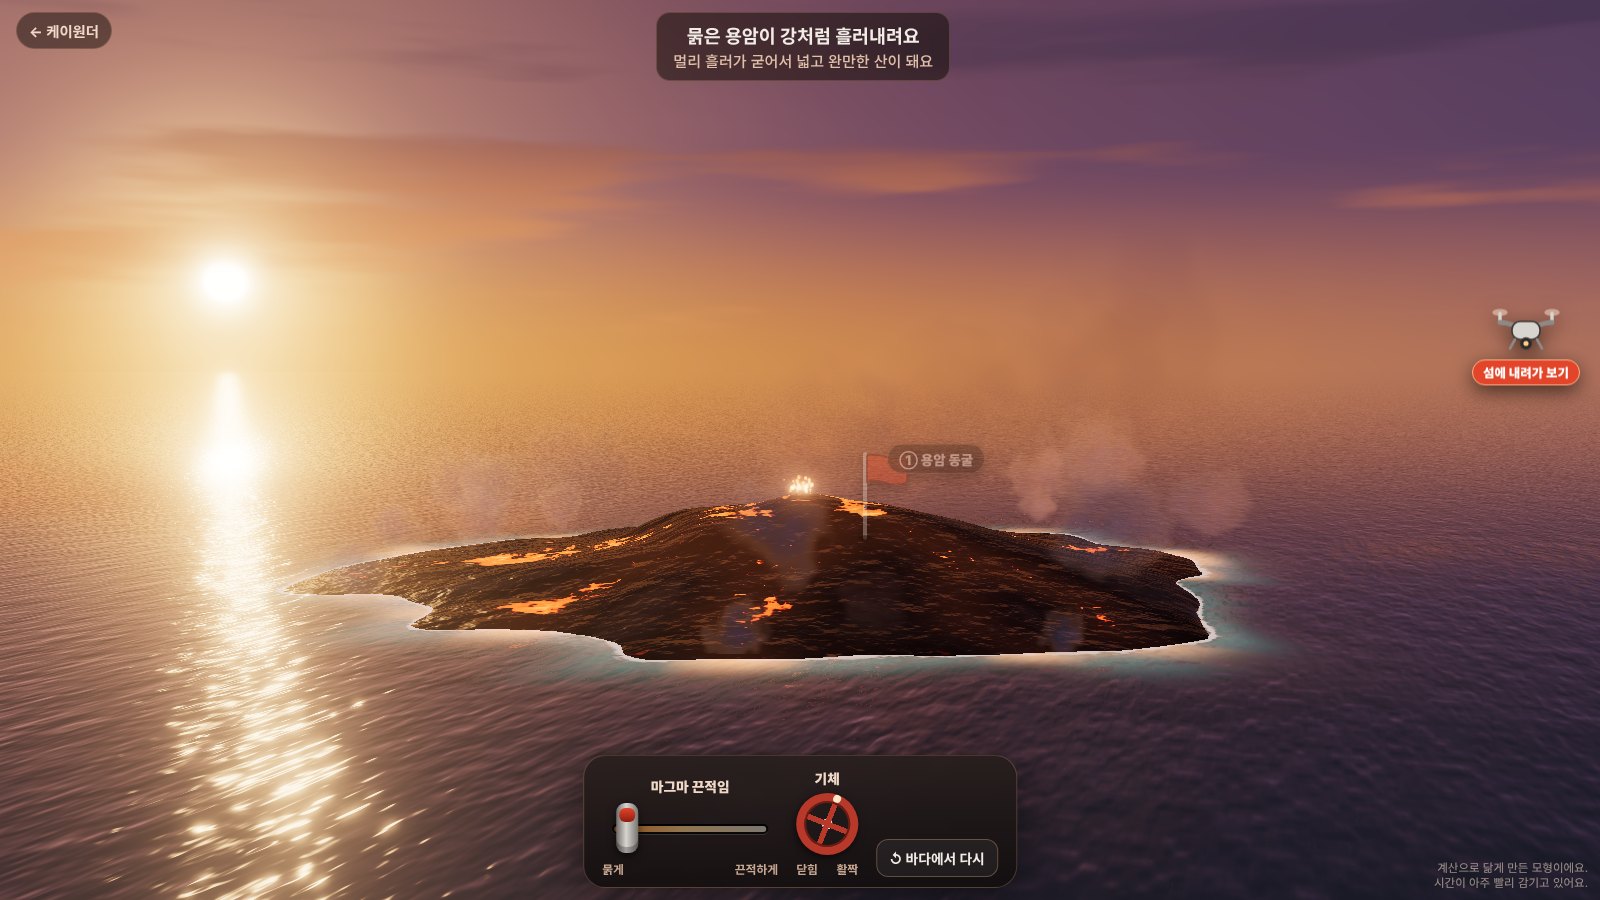 ← 케이원더
묽은 용암이 강처럼 흘러내려요
멀리 흘러가 굳어서 넓고 완만한 산이 돼요
섬에 내려가 보기
① 용암 동굴
마그마 끈적임
기체
묽게
끈적하게
닫힘
활짝
바다에서 다시
계산으로 닮게 만든 모형이에요.
시간이 아주 빨리 감기고 있어요.